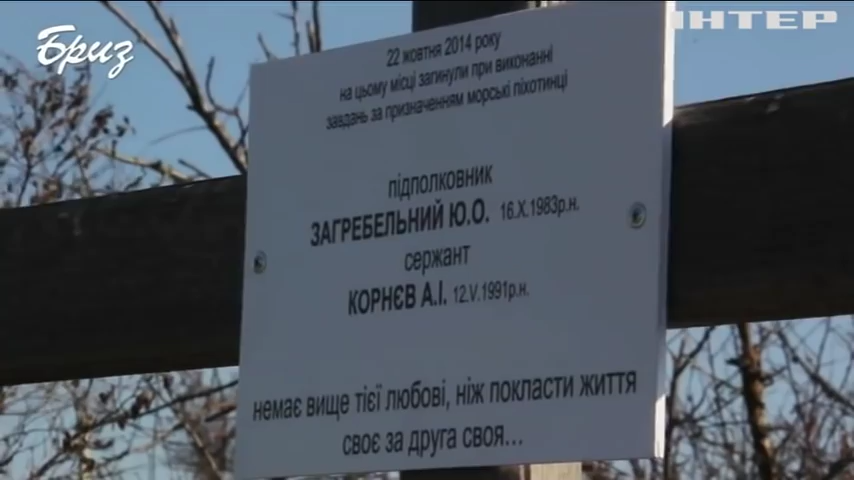 Бриз
ІНТЕР
22 жовтня 2014 року
на цьому місці загинули при виконанні
завдань за призначенням морські піхотинці
підполковник
ЗАГРЕБЕЛЬНИЙ Ю.О. 16.X.1983р.н.
сержант
КОРНЄВ А.І. 12.V.1991р.н.
немає вище тієї любові, ніж покласти життя
своє за друга своя...